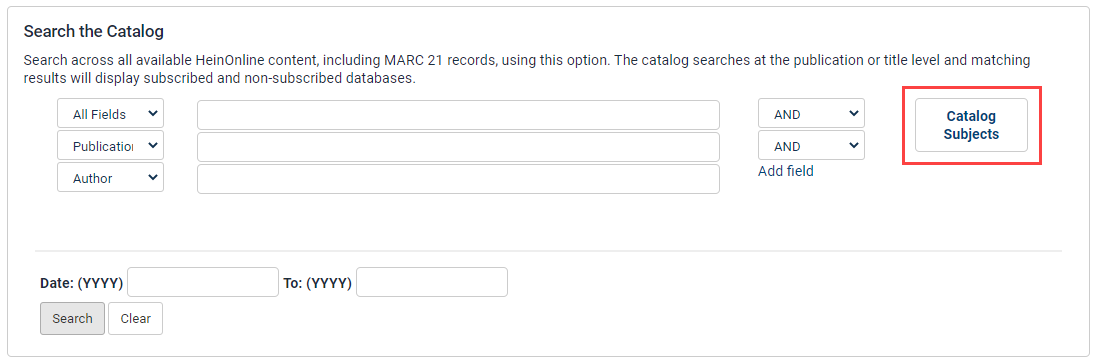 Search the Catalog
Search across all available HeinOnline content, including MARC 21 records, using this option. The catalog searches at the publication or title level and matching
results will display subscribed and non-subscribed databases.
All Fields
AND
Catalog
Subjects
Publication
AND
Author
Add field
Date: (YYYY)
To: (YYYY)
Search
Clear